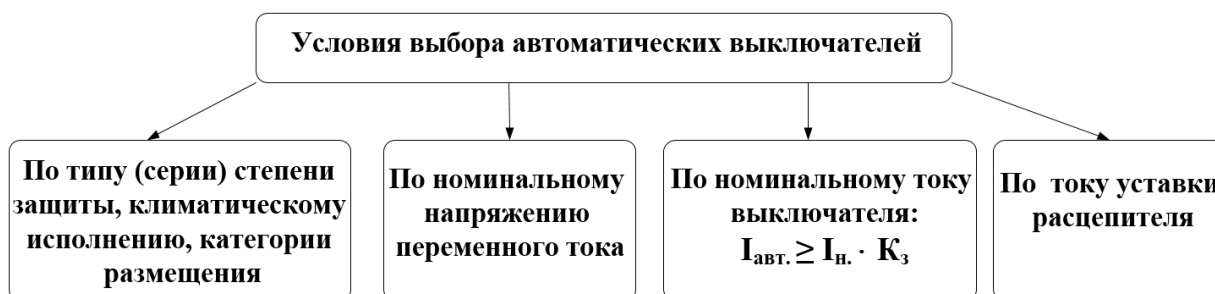 Условия выбора автоматических выключателей
По типу (серии) степени
защиты, климатическому
исполнению, категории
размещения
По номинальному
напряжению
переменного тока
По номинальному току
выключателя:
Iавт. ≥ Iн. · Кз
По току уставки
расцепителя